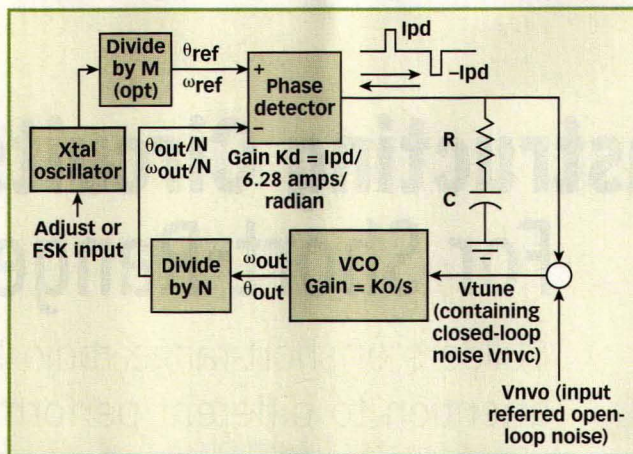 Divide
by M
(opt)
θref
ωref
+
−
Phase
detector
Ipd
−Ipd
Xtal
oscillator
θout/N
ωout/N
Gain Kd = Ipd/
6.28 amps/
radian
R
C
Adjust or
FSK input
Divide
by N
ωout
θout
VCO
Gain = Ko/s
Vtune
(containing
closed-loop
noise Vnvc)
Vnvo (input
referred open-
loop noise)